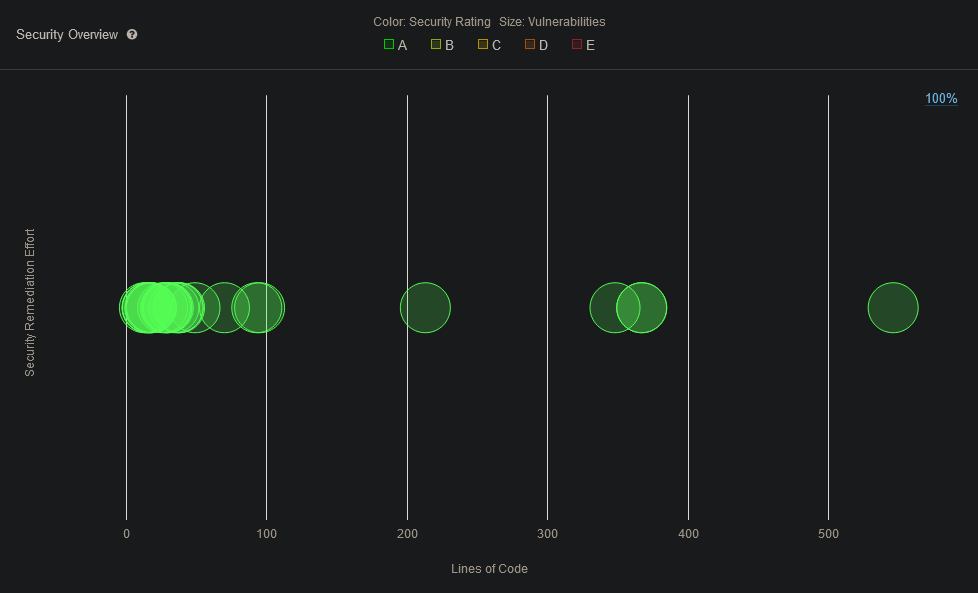 Security Overview ?
Color: Security Rating Size: Vulnerabilities
A B C D E
100%
Security Remediation Effort
0 100 200 300 400 500
Lines of Code